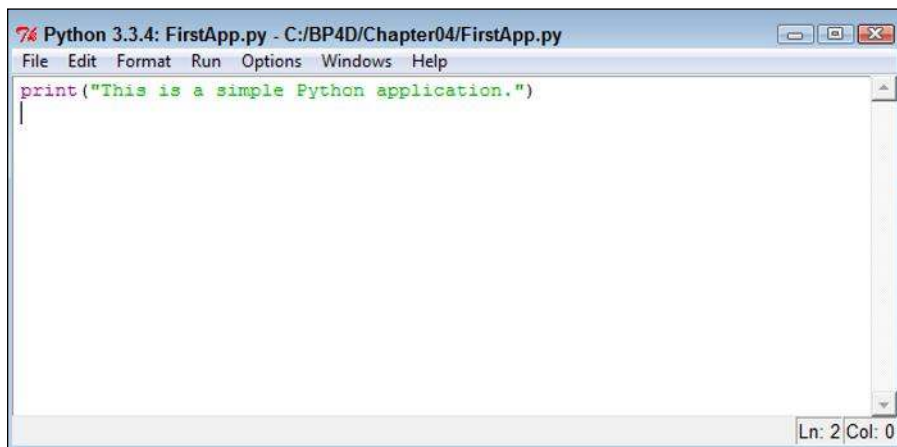 Python 3.3.4: FirstApp.py - C:/BP4D/Chapter04/FirstApp.py
File Edit Format Run Options Windows Help
print("This is a simple Python application.")
Ln: 2 Col: 0